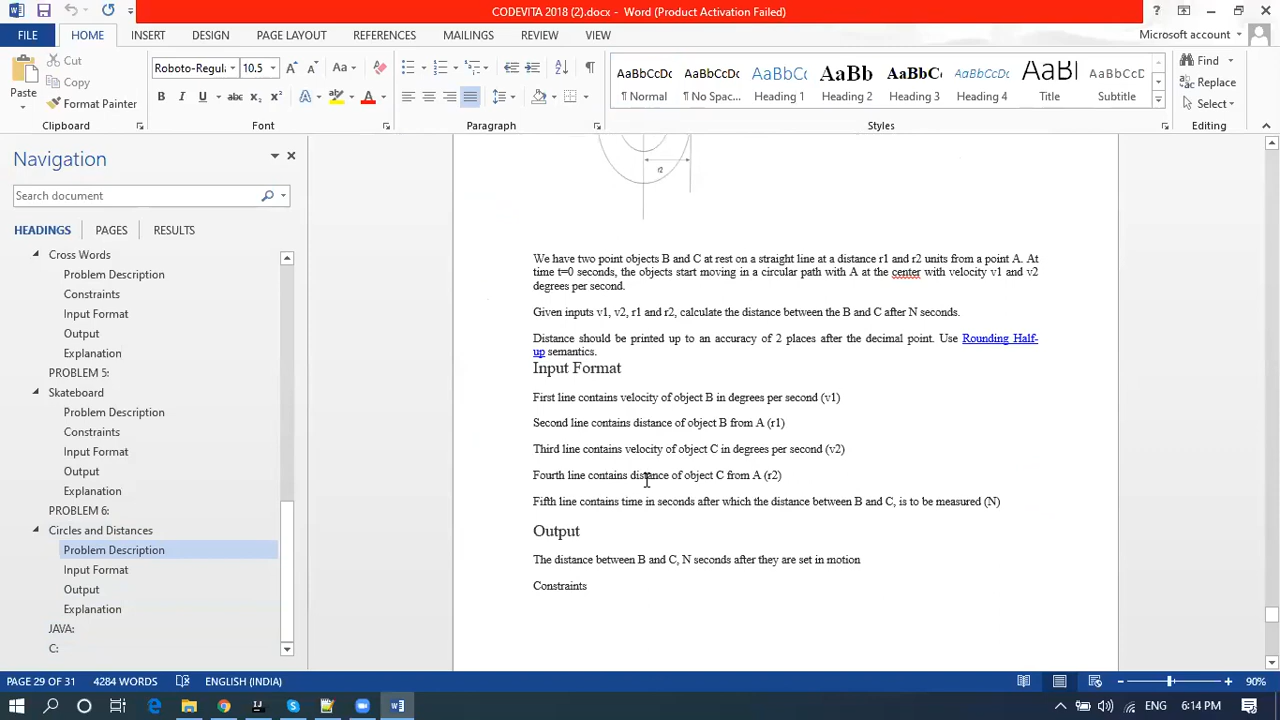 CODEVITA 2018 (2).docx - Word (Product Activation Failed)
FILE HOME INSERT DESIGN PAGE LAYOUT REFERENCES MAILINGS REVIEW VIEW
Microsoft account
Paste
Cut
Copy
Format Painter
Clipboard
Roboto-Regula 10.5
Font
Paragraph
AaBbCcDc ¶ Normal
AaBbCcDc ¶ No Spac...
AaBbCc Heading 1
AaBb Heading 2
AaBbC Heading 3
AaBbCcDc Heading 4
AaBl Title
AaBbCcDc Subtitle
Styles
Find
Replace
Select
Editing
Navigation
Search document
HEADINGS PAGES RESULTS
Cross Words
Problem Description
Constraints
Input Format
Output
Explanation
PROBLEM 5:
Skateboard
Problem Description
Constraints
Input Format
Output
Explanation
PROBLEM 6:
Circles and Distances
Problem Description
Input Format
Output
Explanation
JAVA:
C:
r2
We have two point objects B and C at rest on a straight line at a distance r1 and r2 units from a point A. At
time t=0 seconds, the objects start moving in a circular path with A at the center with velocity v1 and v2
degrees per second.
Given inputs v1, v2, r1 and r2, calculate the distance between the B and C after N seconds.
Distance should be printed up to an accuracy of 2 places after the decimal point. Use Rounding Half-
up semantics.
Input Format
First line contains velocity of object B in degrees per second (v1)
Second line contains distance of object B from A (r1)
Third line contains velocity of object C in degrees per second (v2)
Fourth line contains distance of object C from A (r2)
Fifth line contains time in seconds after which the distance between B and C, is to be measured (N)
Output
The distance between B and C, N seconds after they are set in motion
Constraints
PAGE 29 OF 31 4284 WORDS ENGLISH (INDIA) 90%
ENG 6:14 PM